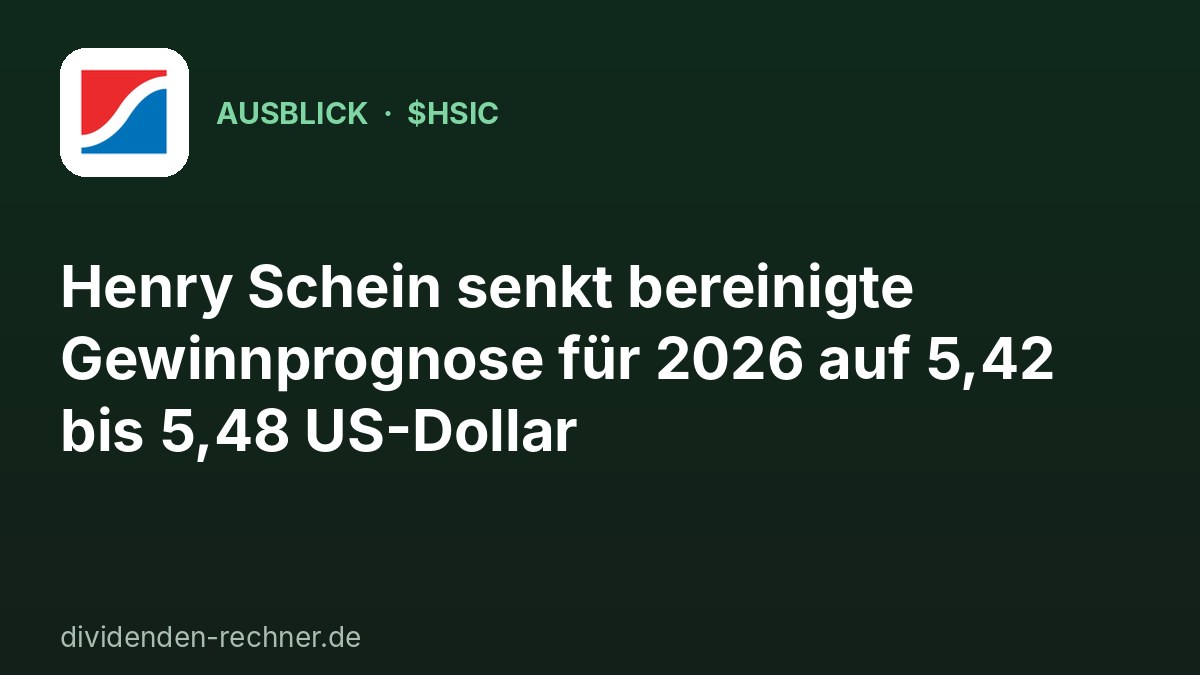 AUSBLICK · $HSIC
Henry Schein senkt bereinigte
Gewinnprognose für 2026 auf 5,42
bis 5,48 US-Dollar
dividenden-rechner.de